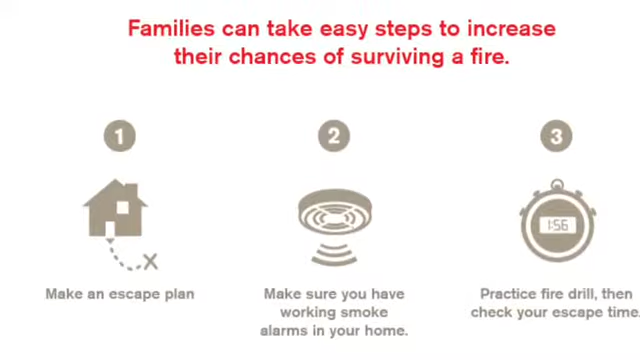 Families can take easy steps to increase
their chances of surviving a fire.
1
2
3
1:56
Make an escape plan
Make sure you have
working smoke
alarms in your home.
Practice fire drill, then
check your escape time.